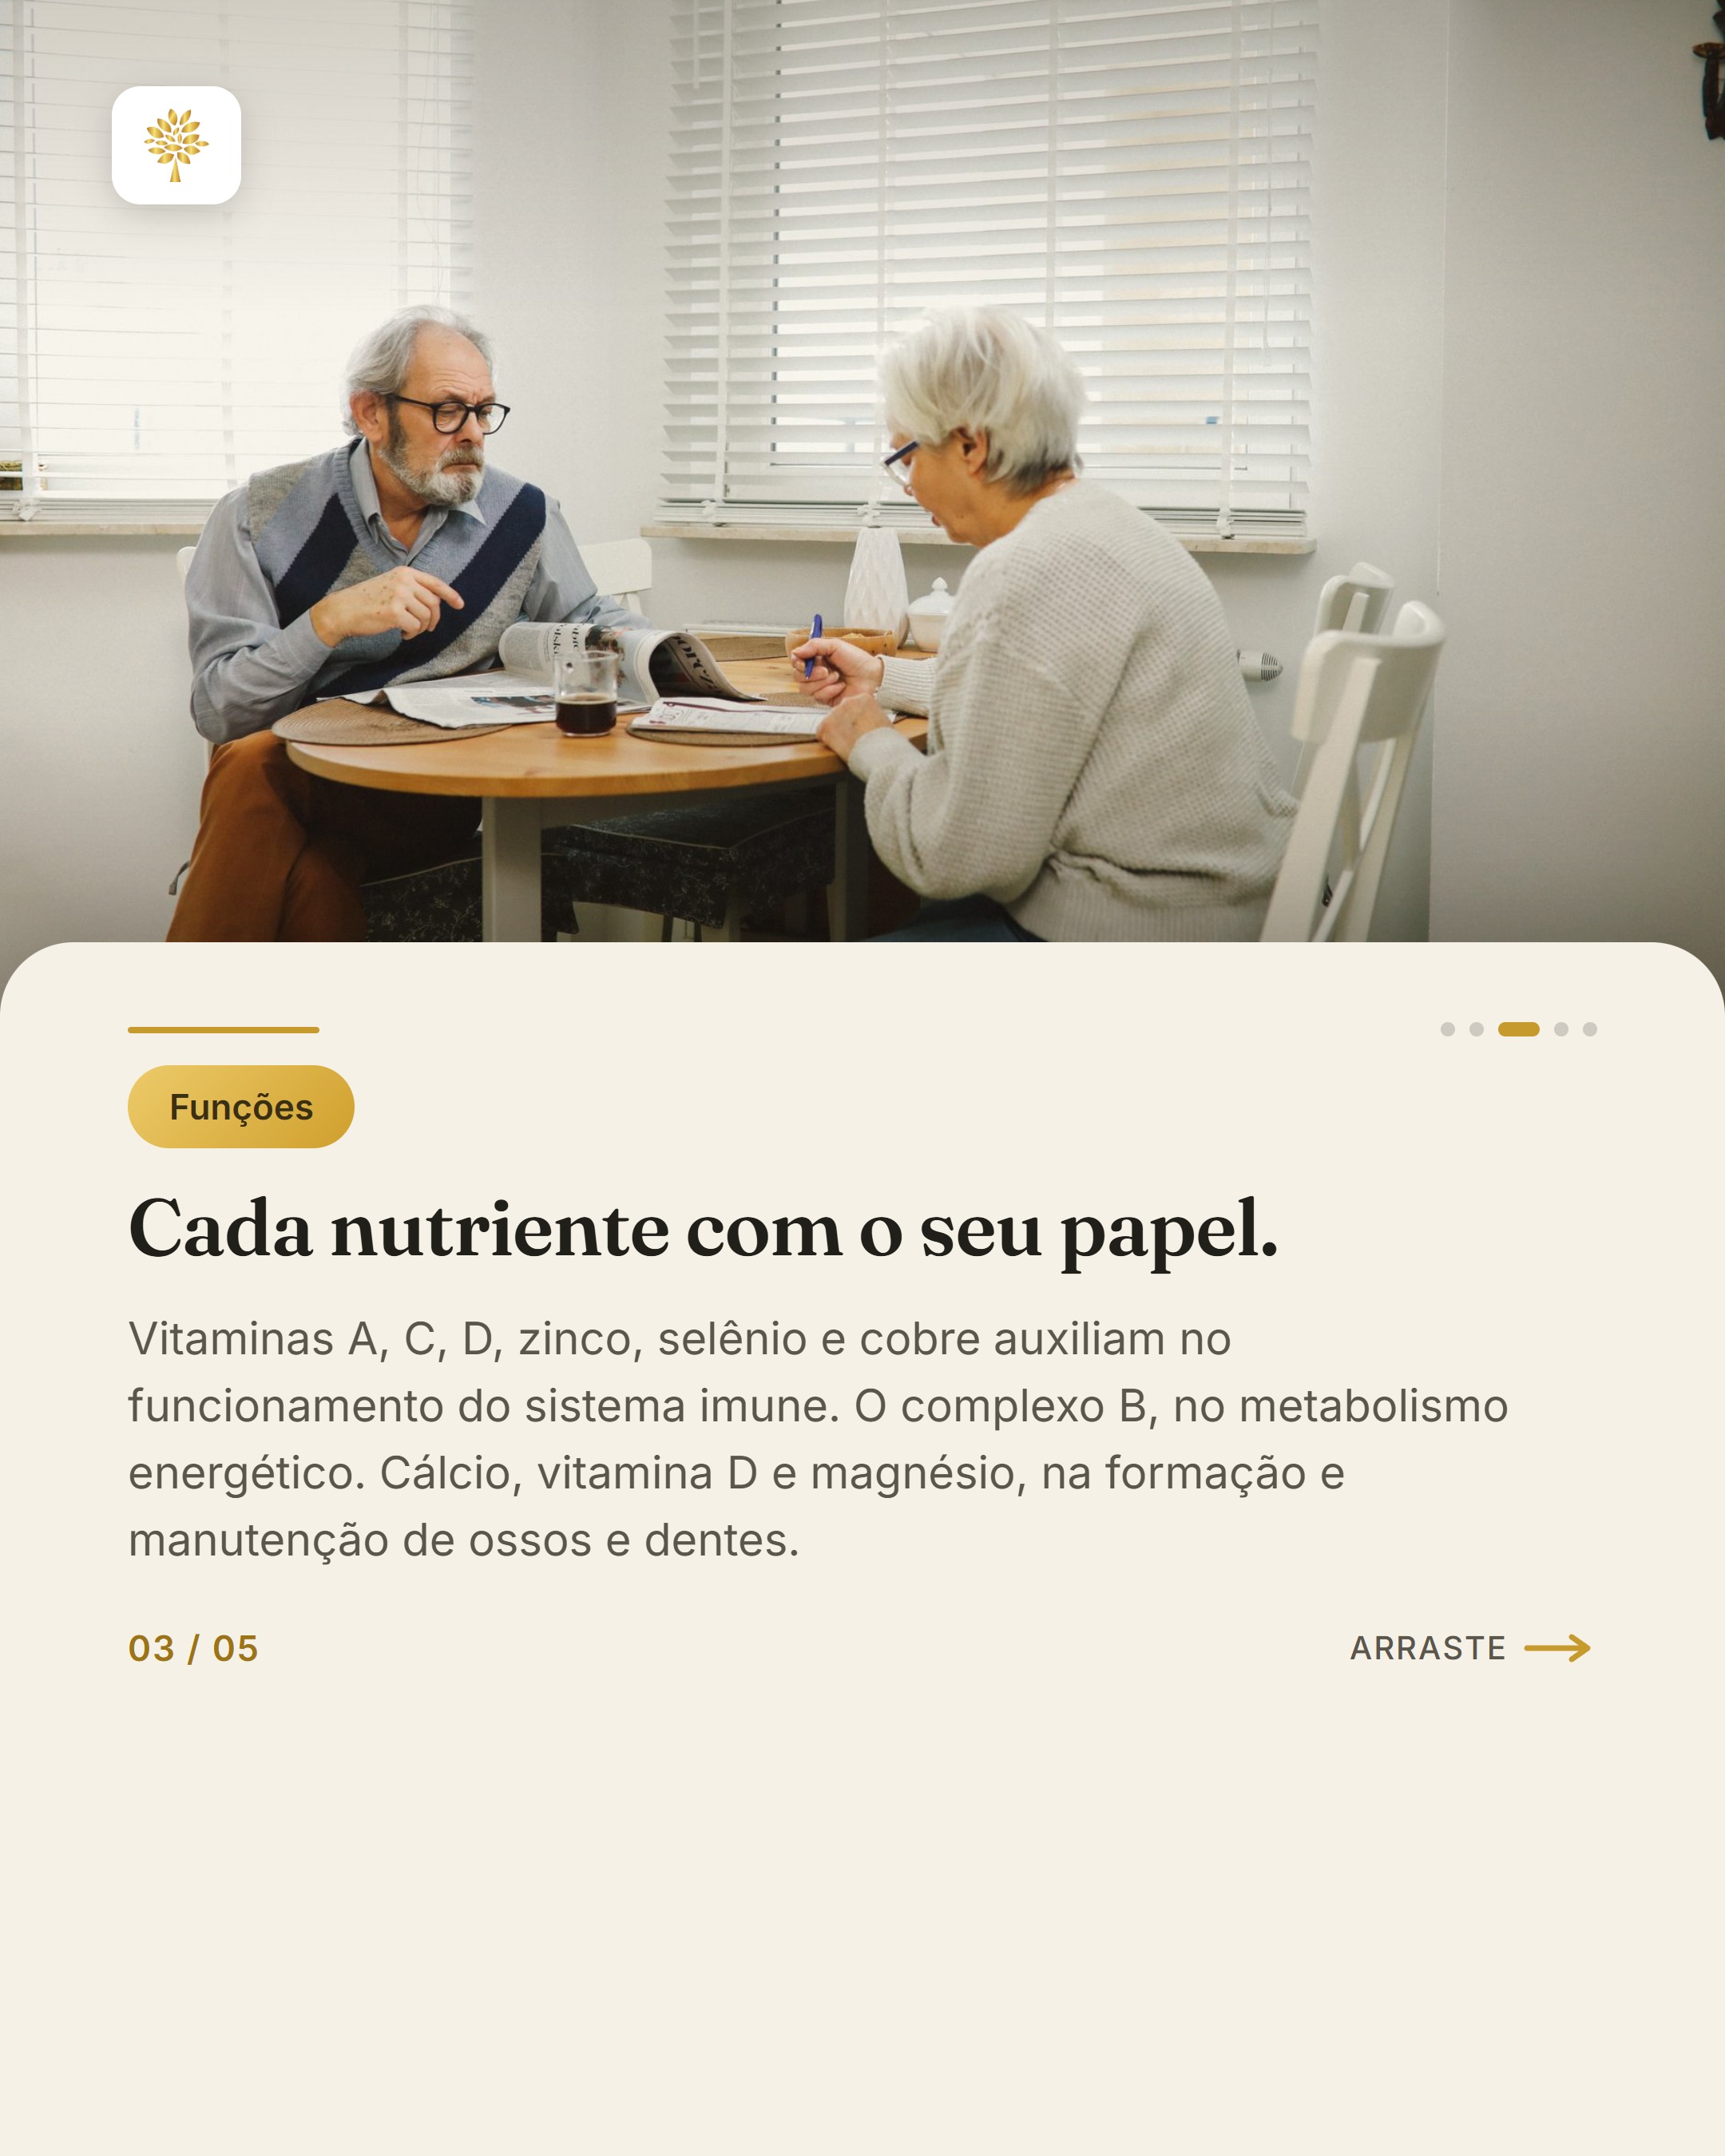 Funções
Cada nutriente com o seu papel.
Vitaminas A, C, D, zinco, selênio e cobre auxiliam no
funcionamento do sistema imune. O complexo B, no metabolismo
energético. Cálcio, vitamina D e magnésio, na formação e
manutenção de ossos e dentes.
03 / 05
ARRASTE